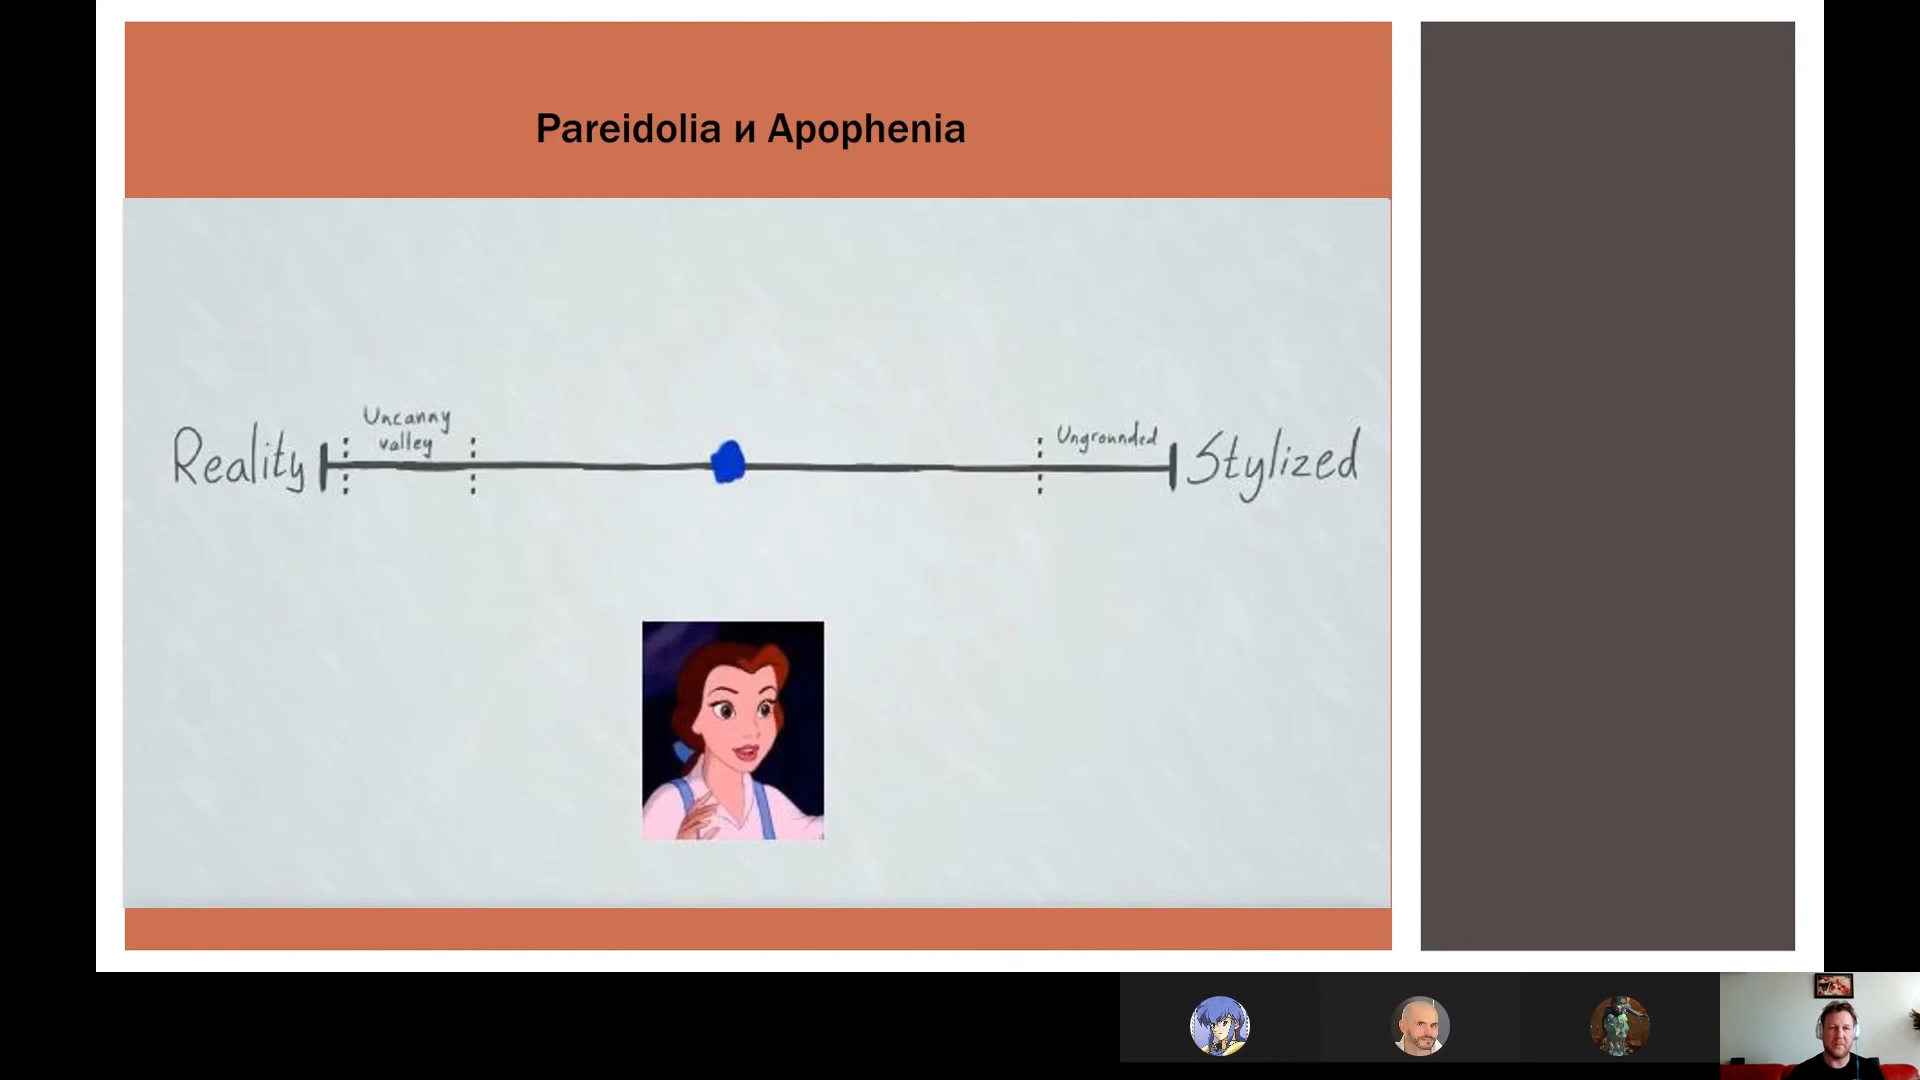 Pareidolia и Apophenia
Uncanny
valley
Reality
Ungrounded
Stylized